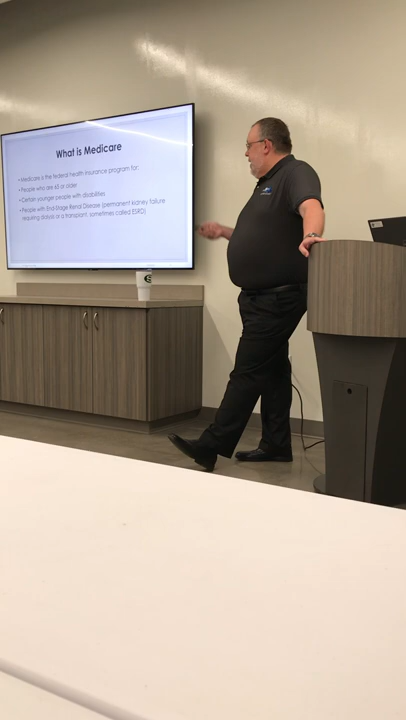 What is Medicare
• Medicare is the federal health insurance program for:
• People who are 65 or older
• Certain younger people with disabilities
• People with End-Stage Renal Disease (permanent kidney failure
requiring dialysis or a transplant, sometimes called ESRD)